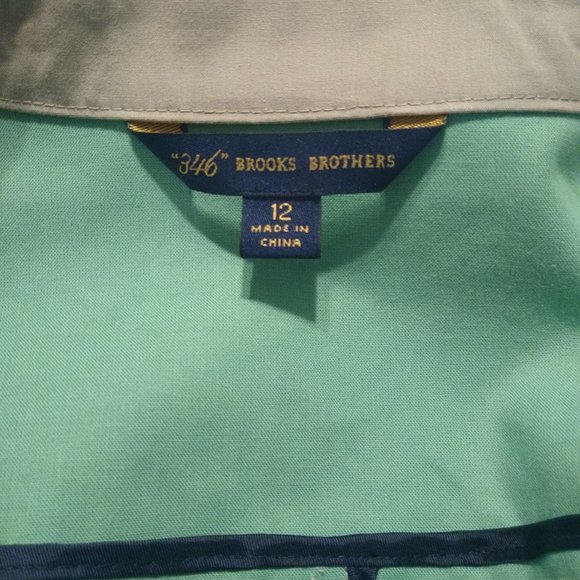 "346" BROOKS BROTHERS
12
MADE IN
CHINA